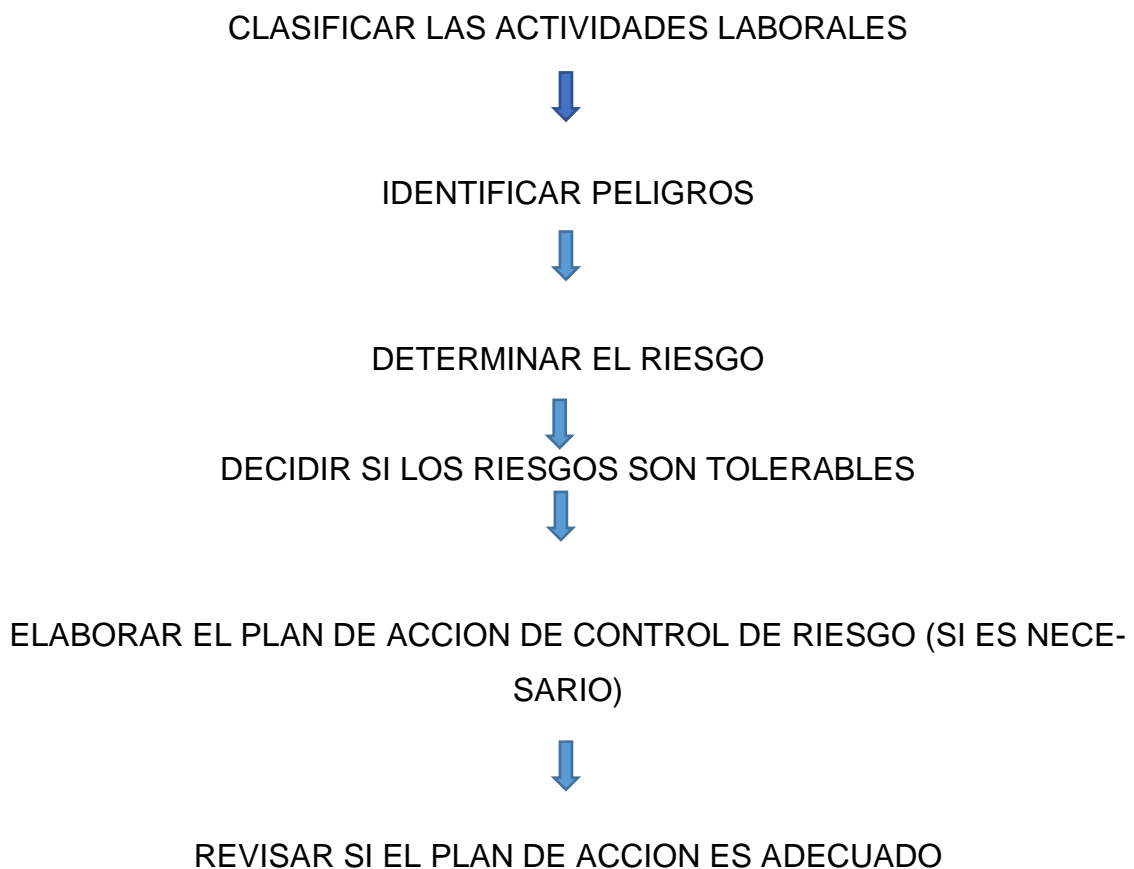 CLASIFICAR LAS ACTIVIDADES LABORALES
IDENTIFICAR PELIGROS
DETERMINAR EL RIESGO
DECIDIR SI LOS RIESGOS SON TOLERABLES
ELABORAR EL PLAN DE ACCION DE CONTROL DE RIESGO (SI ES NECE-
SARIO)
REVISAR SI EL PLAN DE ACCION ES ADECUADO